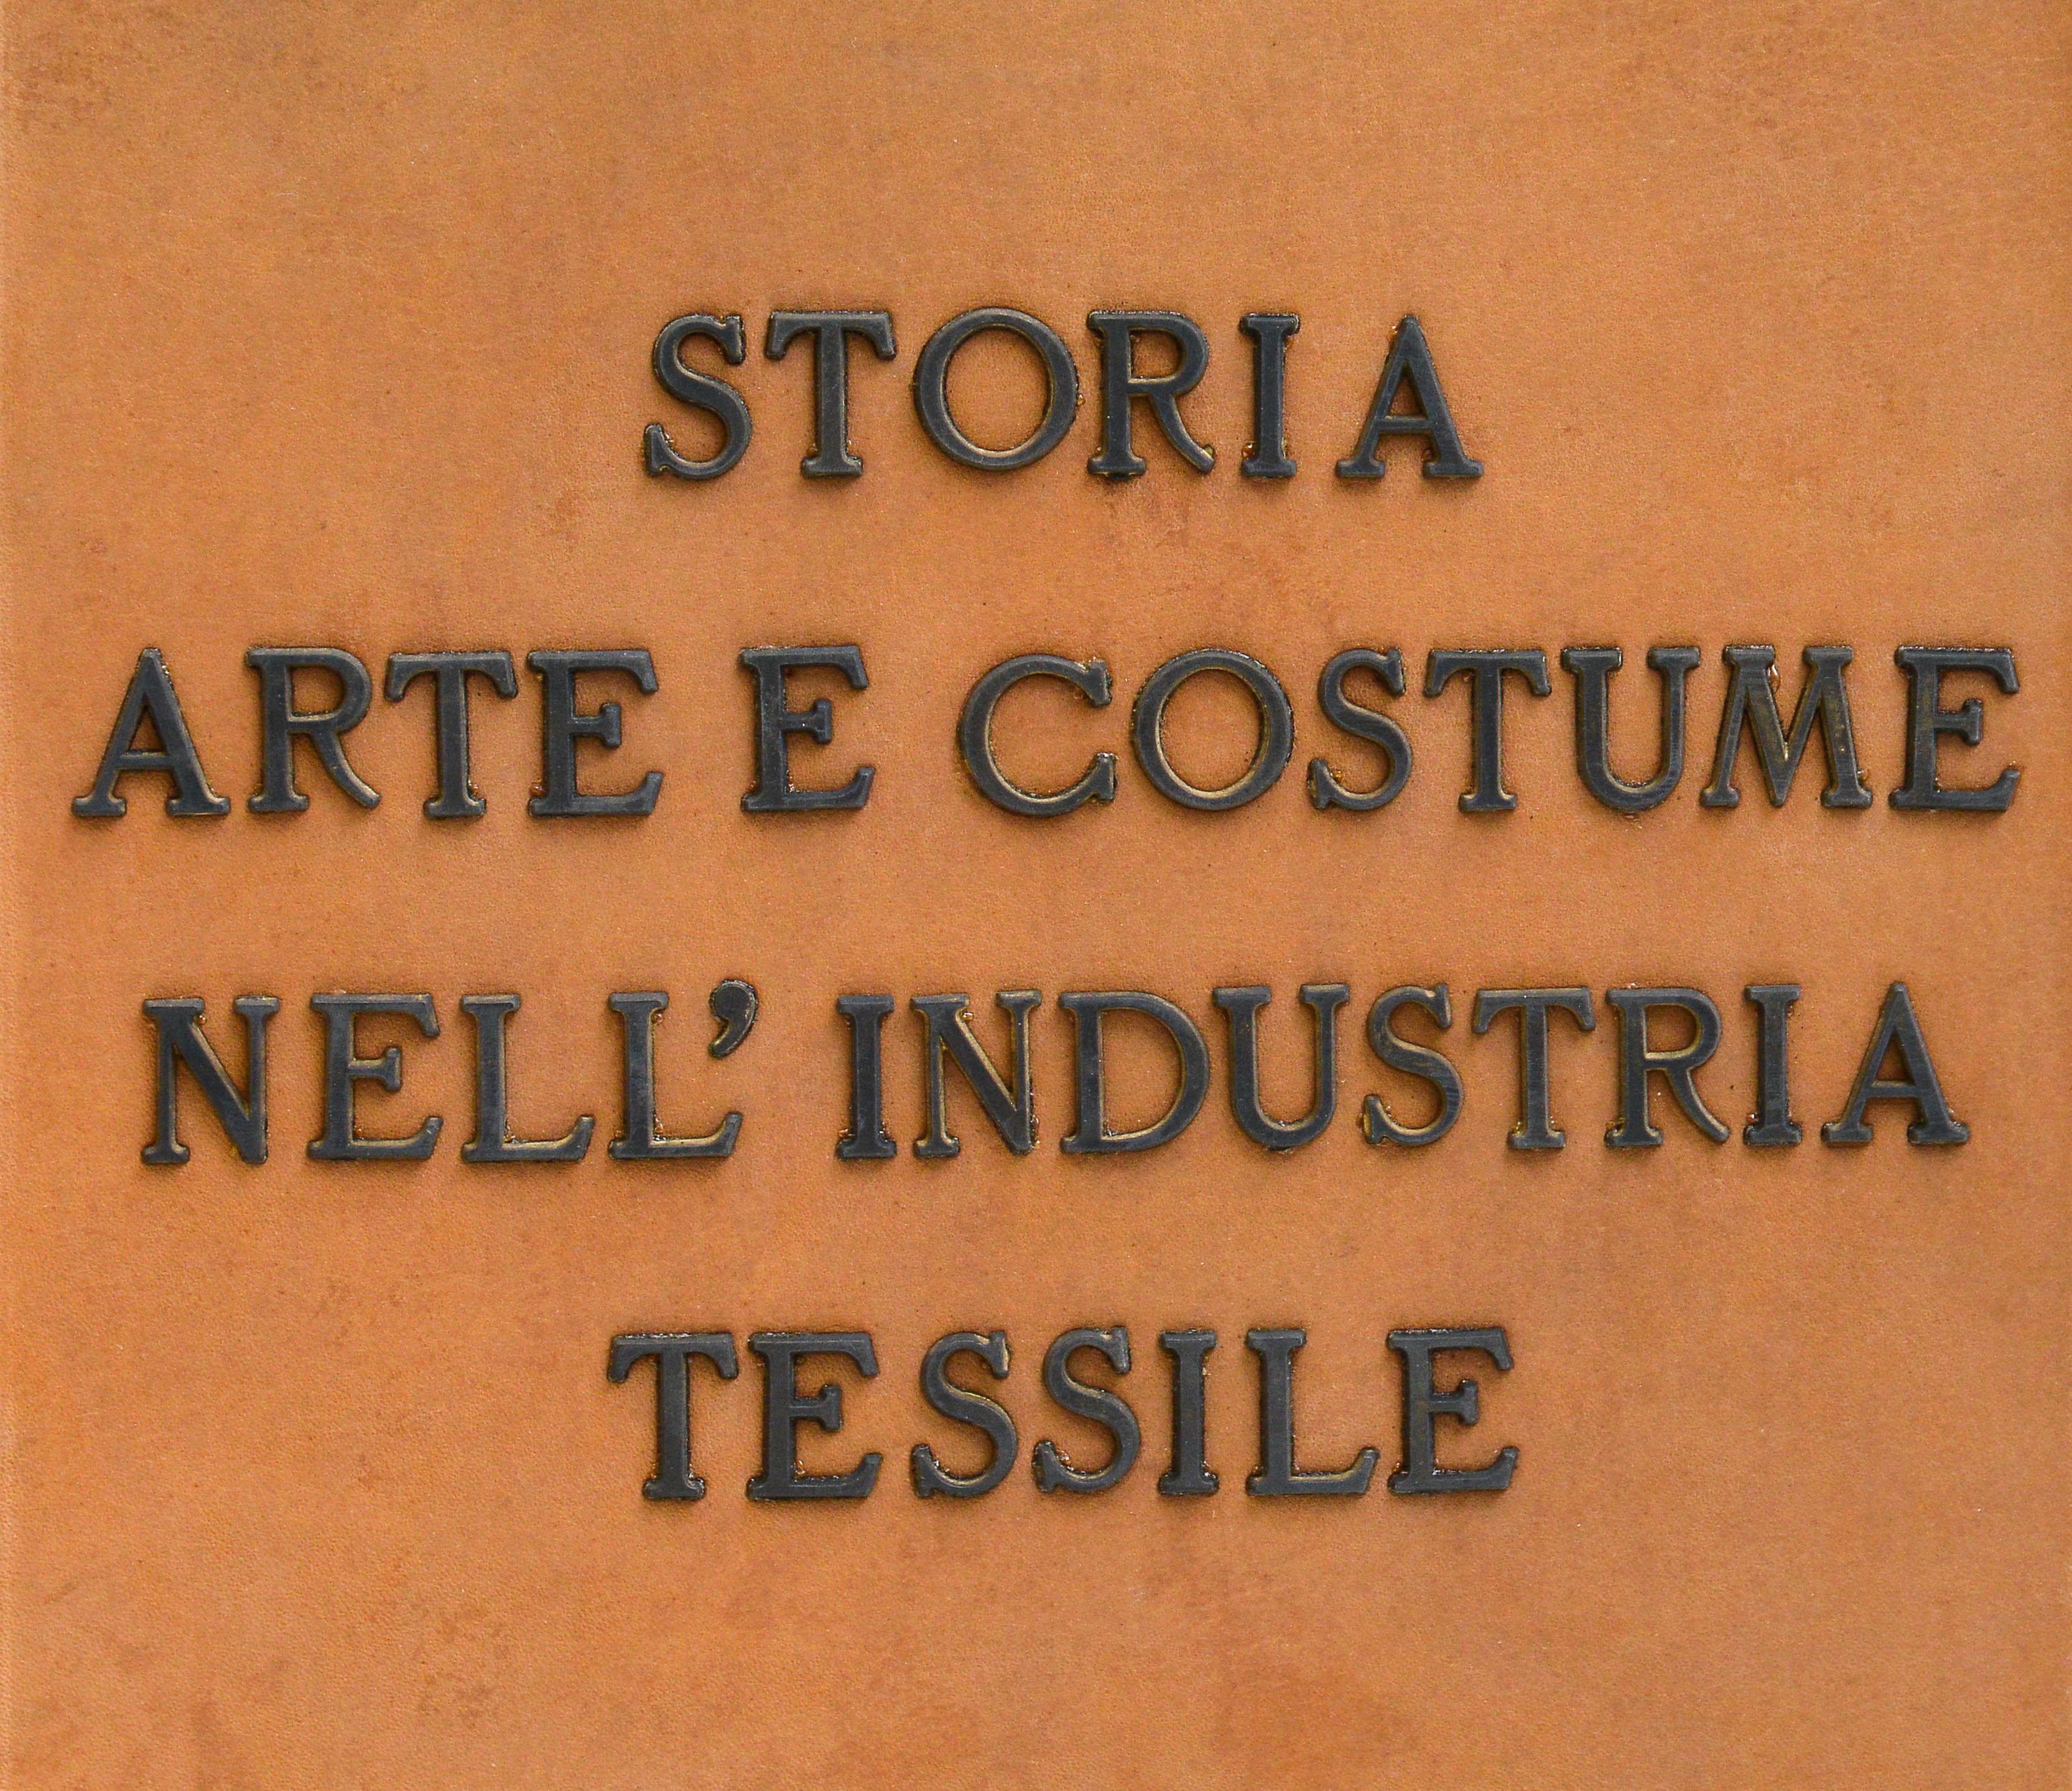 STORIA
ARTE E COSTUME
NELL' INDUSTRIA
TESSILE